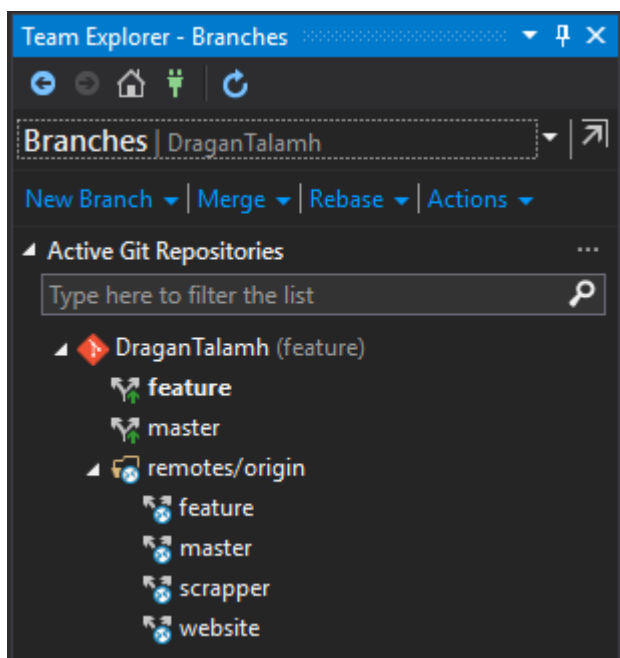 Team Explorer - Branches
Branches | DraganTalamh
New Branch | Merge | Rebase | Actions
Active Git Repositories
Type here to filter the list
DraganTalamh (feature)
feature
master
remotes/origin
feature
master
scrapper
website